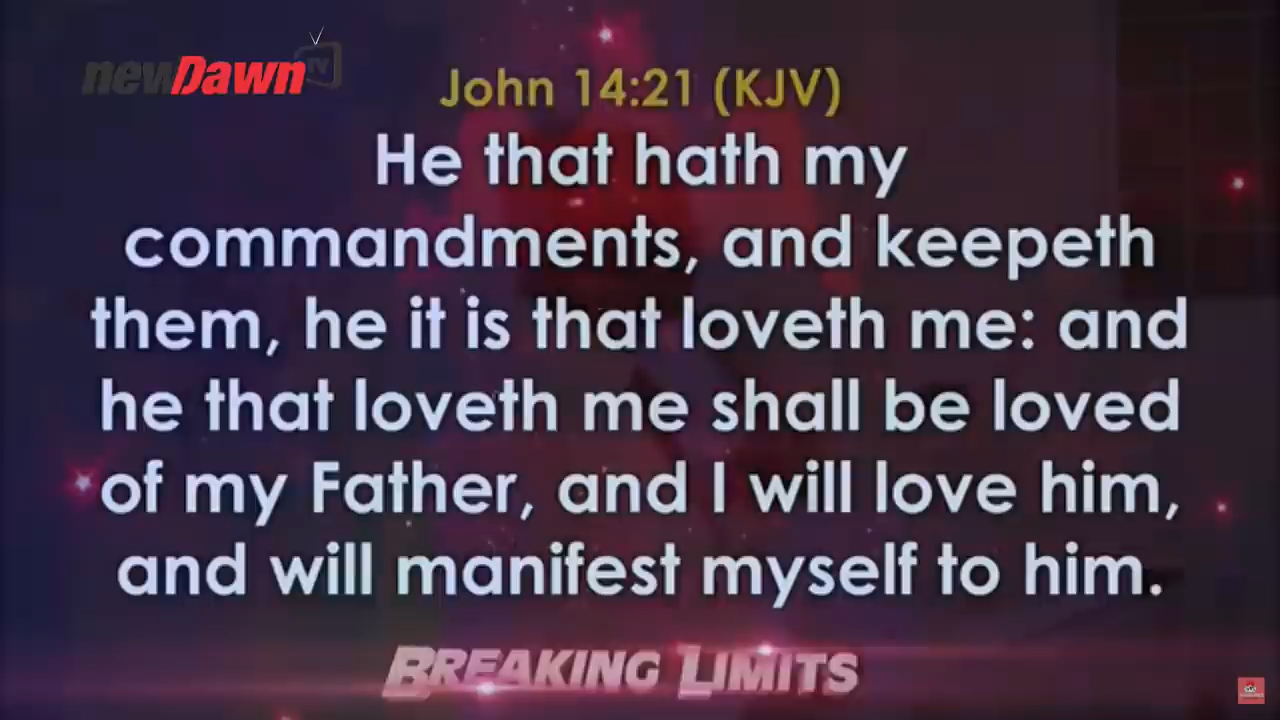 newDawn TV
John 14:21 (KJV)
He that hath my
commandments, and keepeth
them, he it is that loveth me: and
he that loveth me shall be loved
of my Father, and I will love him,
and will manifest myself to him.
BREAKING LIMITS